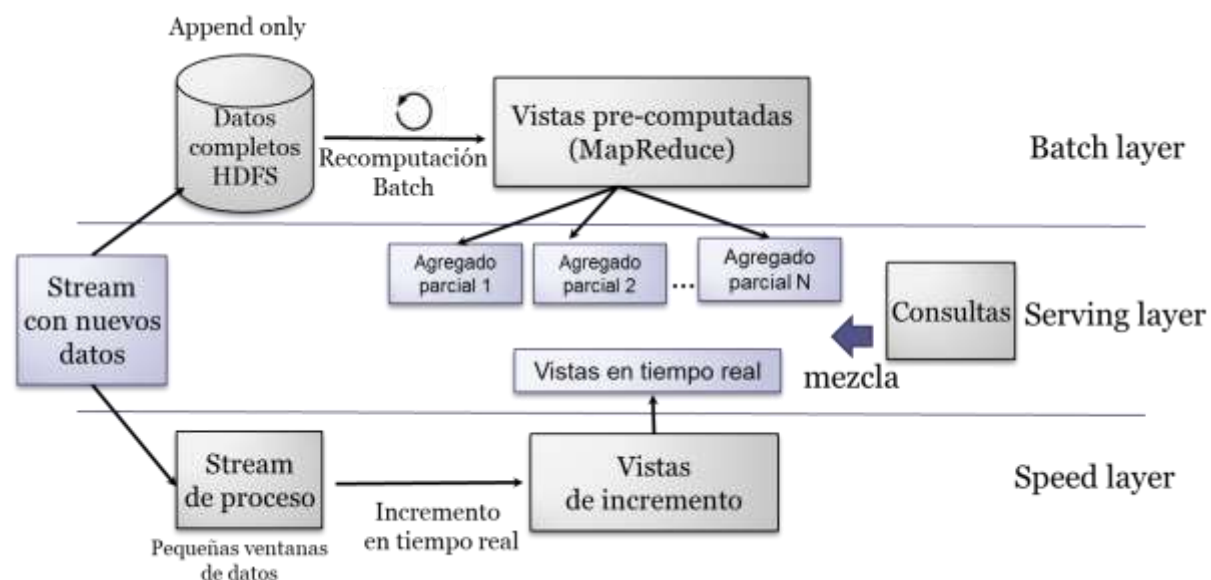 Append only
Datos
completos
HDFS
Recomputación
Batch
Vistas pre-computadas
(MapReduce)
Batch layer
Stream
con nuevos
datos
Agregado
parcial 1
Agregado
parcial 2
...
Agregado
parcial N
Consultas
Serving layer
mezcla
Vistas en tiempo real
Stream
de proceso
Pequeñas ventanas
de datos
Incremento
en tiempo real
Vistas
de incremento
Speed layer